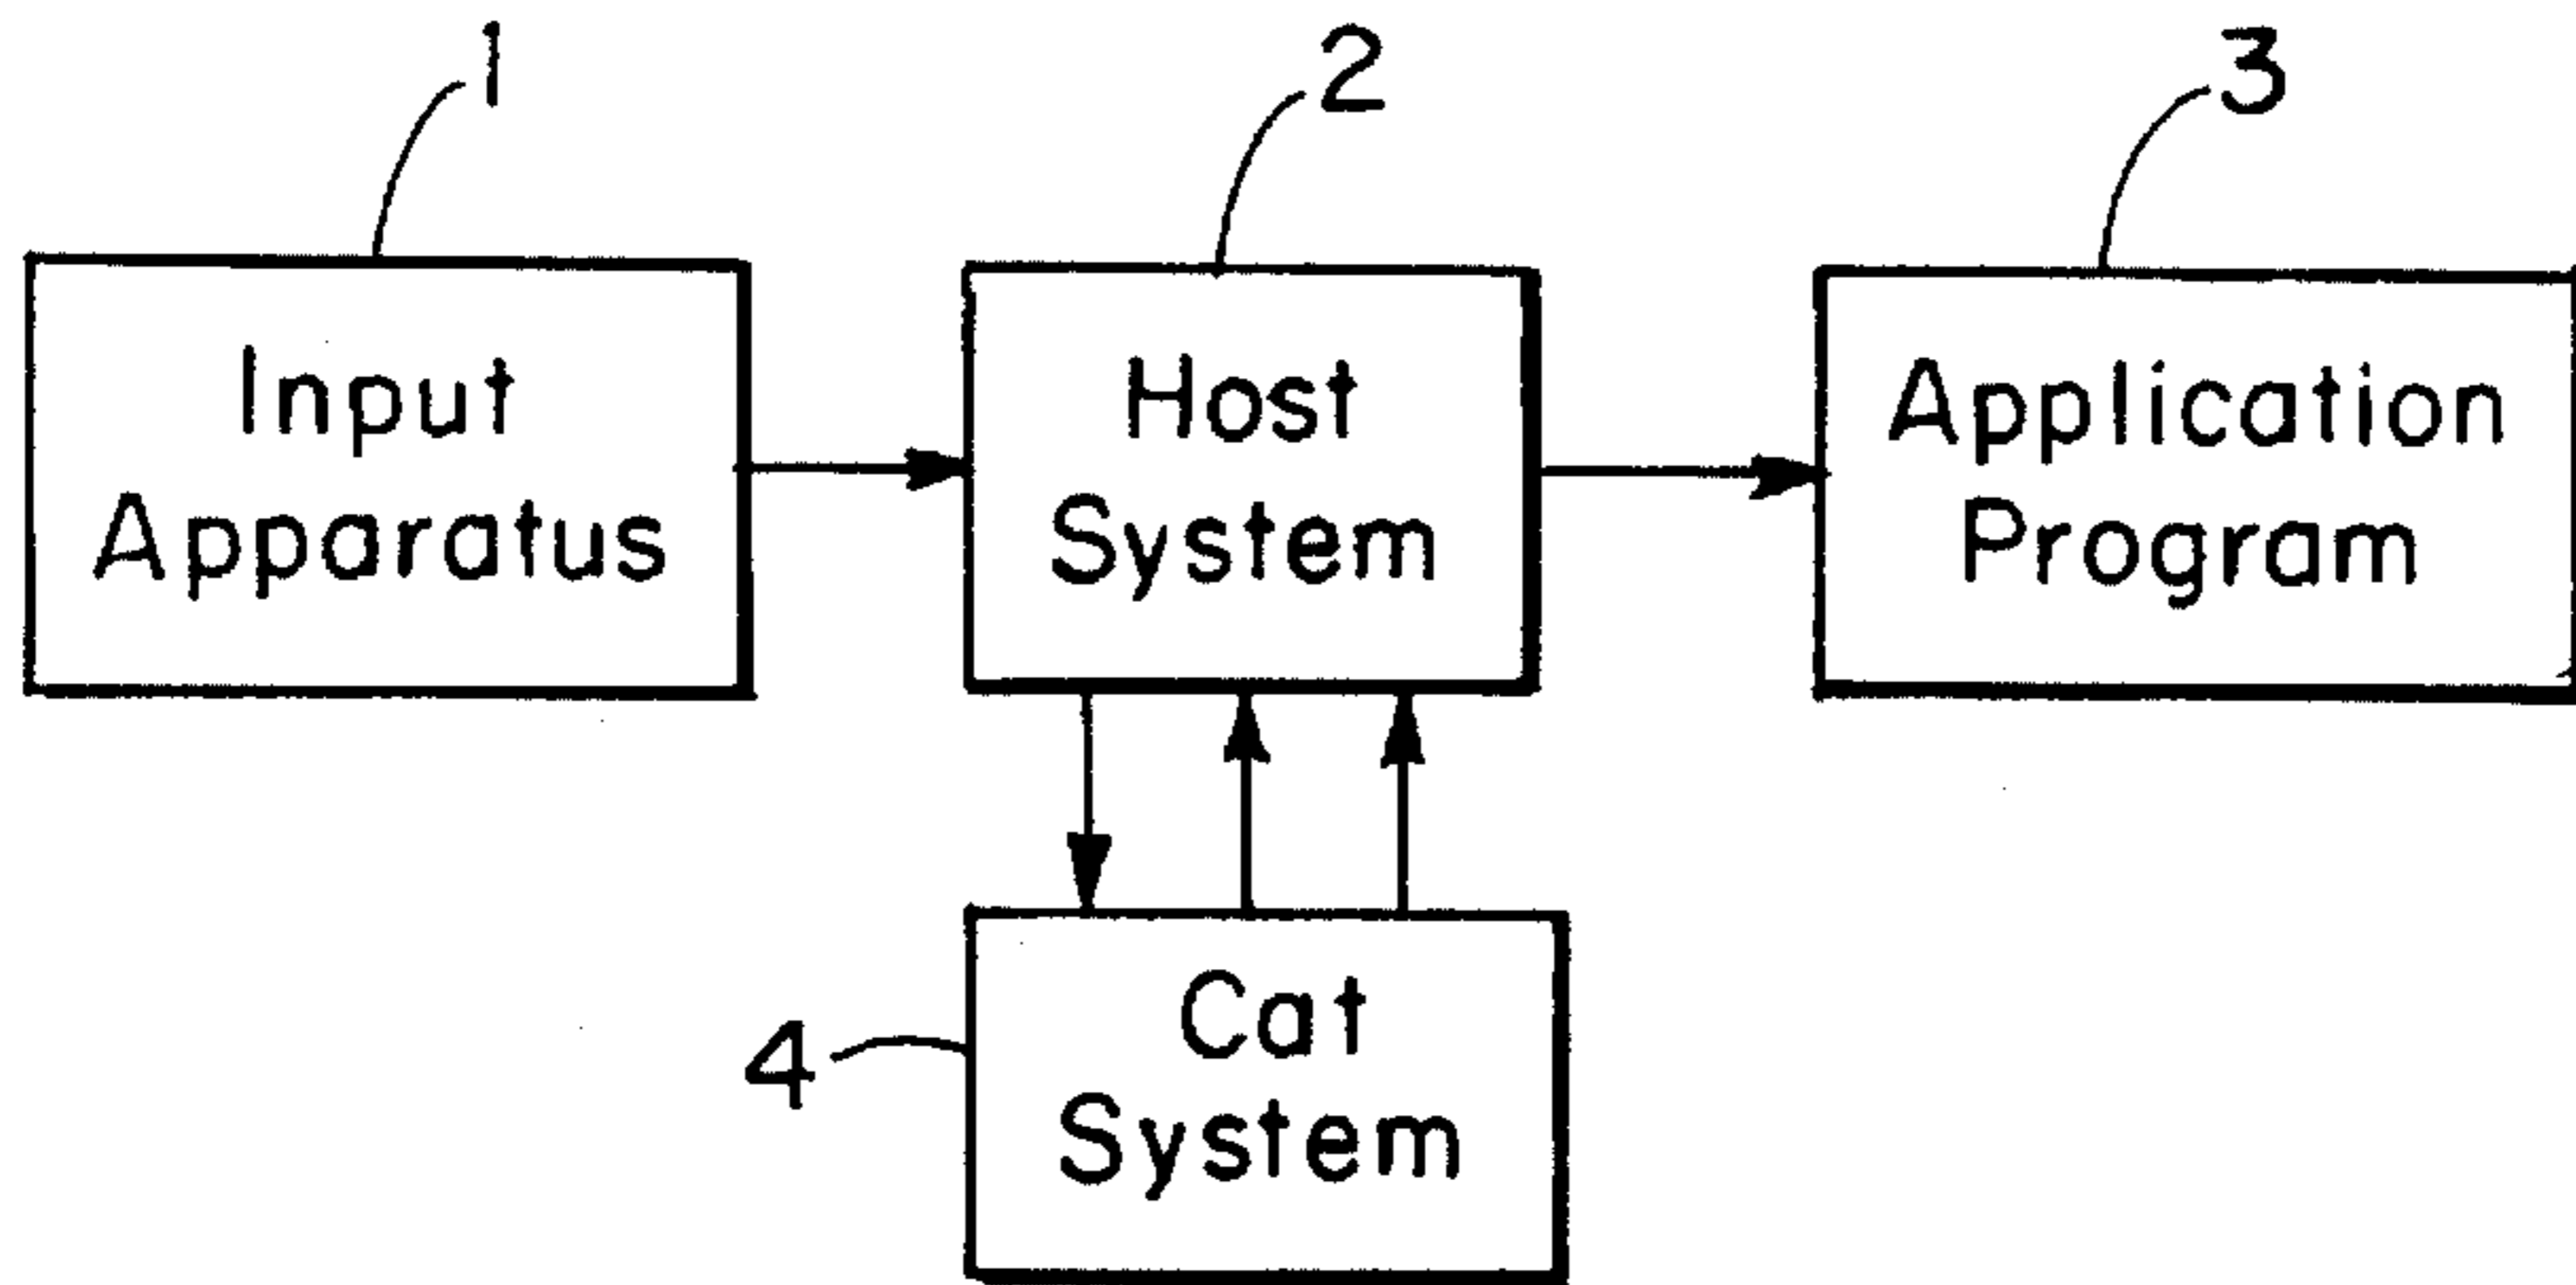 1
2
3
Input
Apparatus
Host
System
Application
Program
4
Cat
System